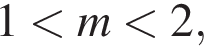 1 < m < 2,